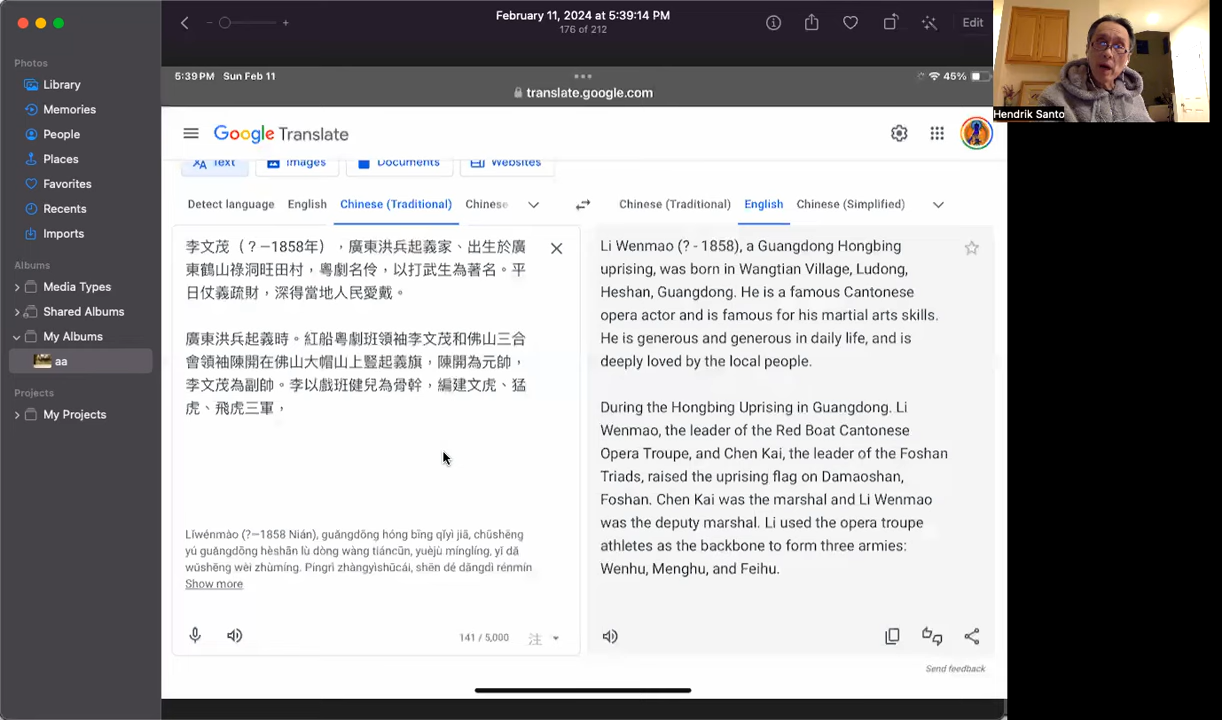 February 11, 2024 at 5:39:14 PM
176 of 212
Edit
Hendrik Santo
Photos
Library
Memories
People
Places
Favorites
Recents
Imports
Albums
Media Types
Shared Albums
My Albums
aa
Projects
My Projects
5:39 PM Sun Feb 11
45%
translate.google.com
Google Translate
Text Images Documents Websites
Detect language English Chinese (Traditional) Chinese
Chinese (Traditional) English Chinese (Simplified)
李文茂（？—1858年），廣東洪兵起義家、出生於廣
東鶴山祿洞旺田村，粵劇名伶，以打武生為著名。平
日仗義疏財，深得當地人民愛戴。
廣東洪兵起義時。紅船粵劇班領袖李文茂和佛山三合
會領袖陳開在佛山大帽山上豎起義旗，陳開為元帥，
李文茂為副帥。李以戲班健兒為骨幹，編建文虎、猛
虎、飛虎三軍，
Lǐwénmào (?—1858 Nián), guǎngdōng hóng bīng qǐyì jiā, chūshēng
yú guǎngdōng hèshān lù dòng wàng tiáncūn, yuèjù mínglíng, yǐ dǎ
wǔshēng wèi zhùmíng. Píngrì zhàngyìshūcái, shēn dé dāngdì rénmín
Show more
141 / 5,000
注
Li Wenmao (? - 1858), a Guangdong Hongbing
uprising, was born in Wangtian Village, Ludong,
Heshan, Guangdong. He is a famous Cantonese
opera actor and is famous for his martial arts skills.
He is generous and generous in daily life, and is
deeply loved by the local people.
During the Hongbing Uprising in Guangdong. Li
Wenmao, the leader of the Red Boat Cantonese
Opera Troupe, and Chen Kai, the leader of the Foshan
Triads, raised the uprising flag on Damaoshan,
Foshan. Chen Kai was the marshal and Li Wenmao
was the deputy marshal. Li used the opera troupe
athletes as the backbone to form three armies:
Wenhu, Menghu, and Feihu.
Send feedback